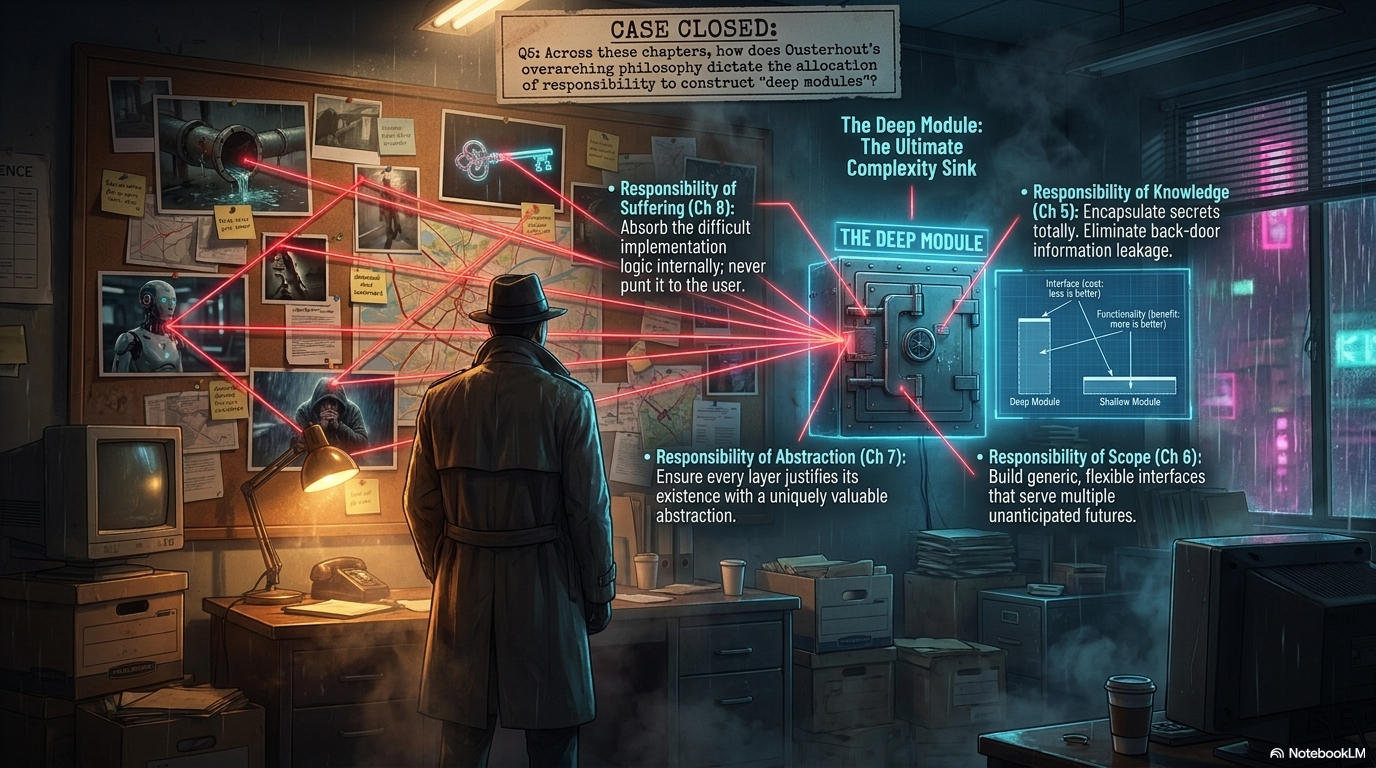 CASE CLOSED:
Q5: Across these chapters, how does Ousterhout's
overarching philosophy dictate the allocation
of responsibility to construct "deep modules"?
The Deep Module:
The Ultimate
Complexity Sink
• Responsibility of
Suffering (Ch 8):
Absorb the difficult
implementation
logic internally; never
punt it to the user.
• Responsibility of Knowledge
(Ch 5): Encapsulate secrets
totally. Eliminate back-door
information leakage.
THE DEEP MODULE
Interface (cost:
less is better)
Functionality (benefit:
more is better)
Deep Module
Shallow Module
• Responsibility of Abstraction (Ch 7):
Ensure every layer justifies its
existence with a uniquely valuable
abstraction.
• Responsibility of Scope (Ch 6):
Build generic, flexible interfaces
that serve multiple
unanticipated futures.
ENCE
NotebookLM